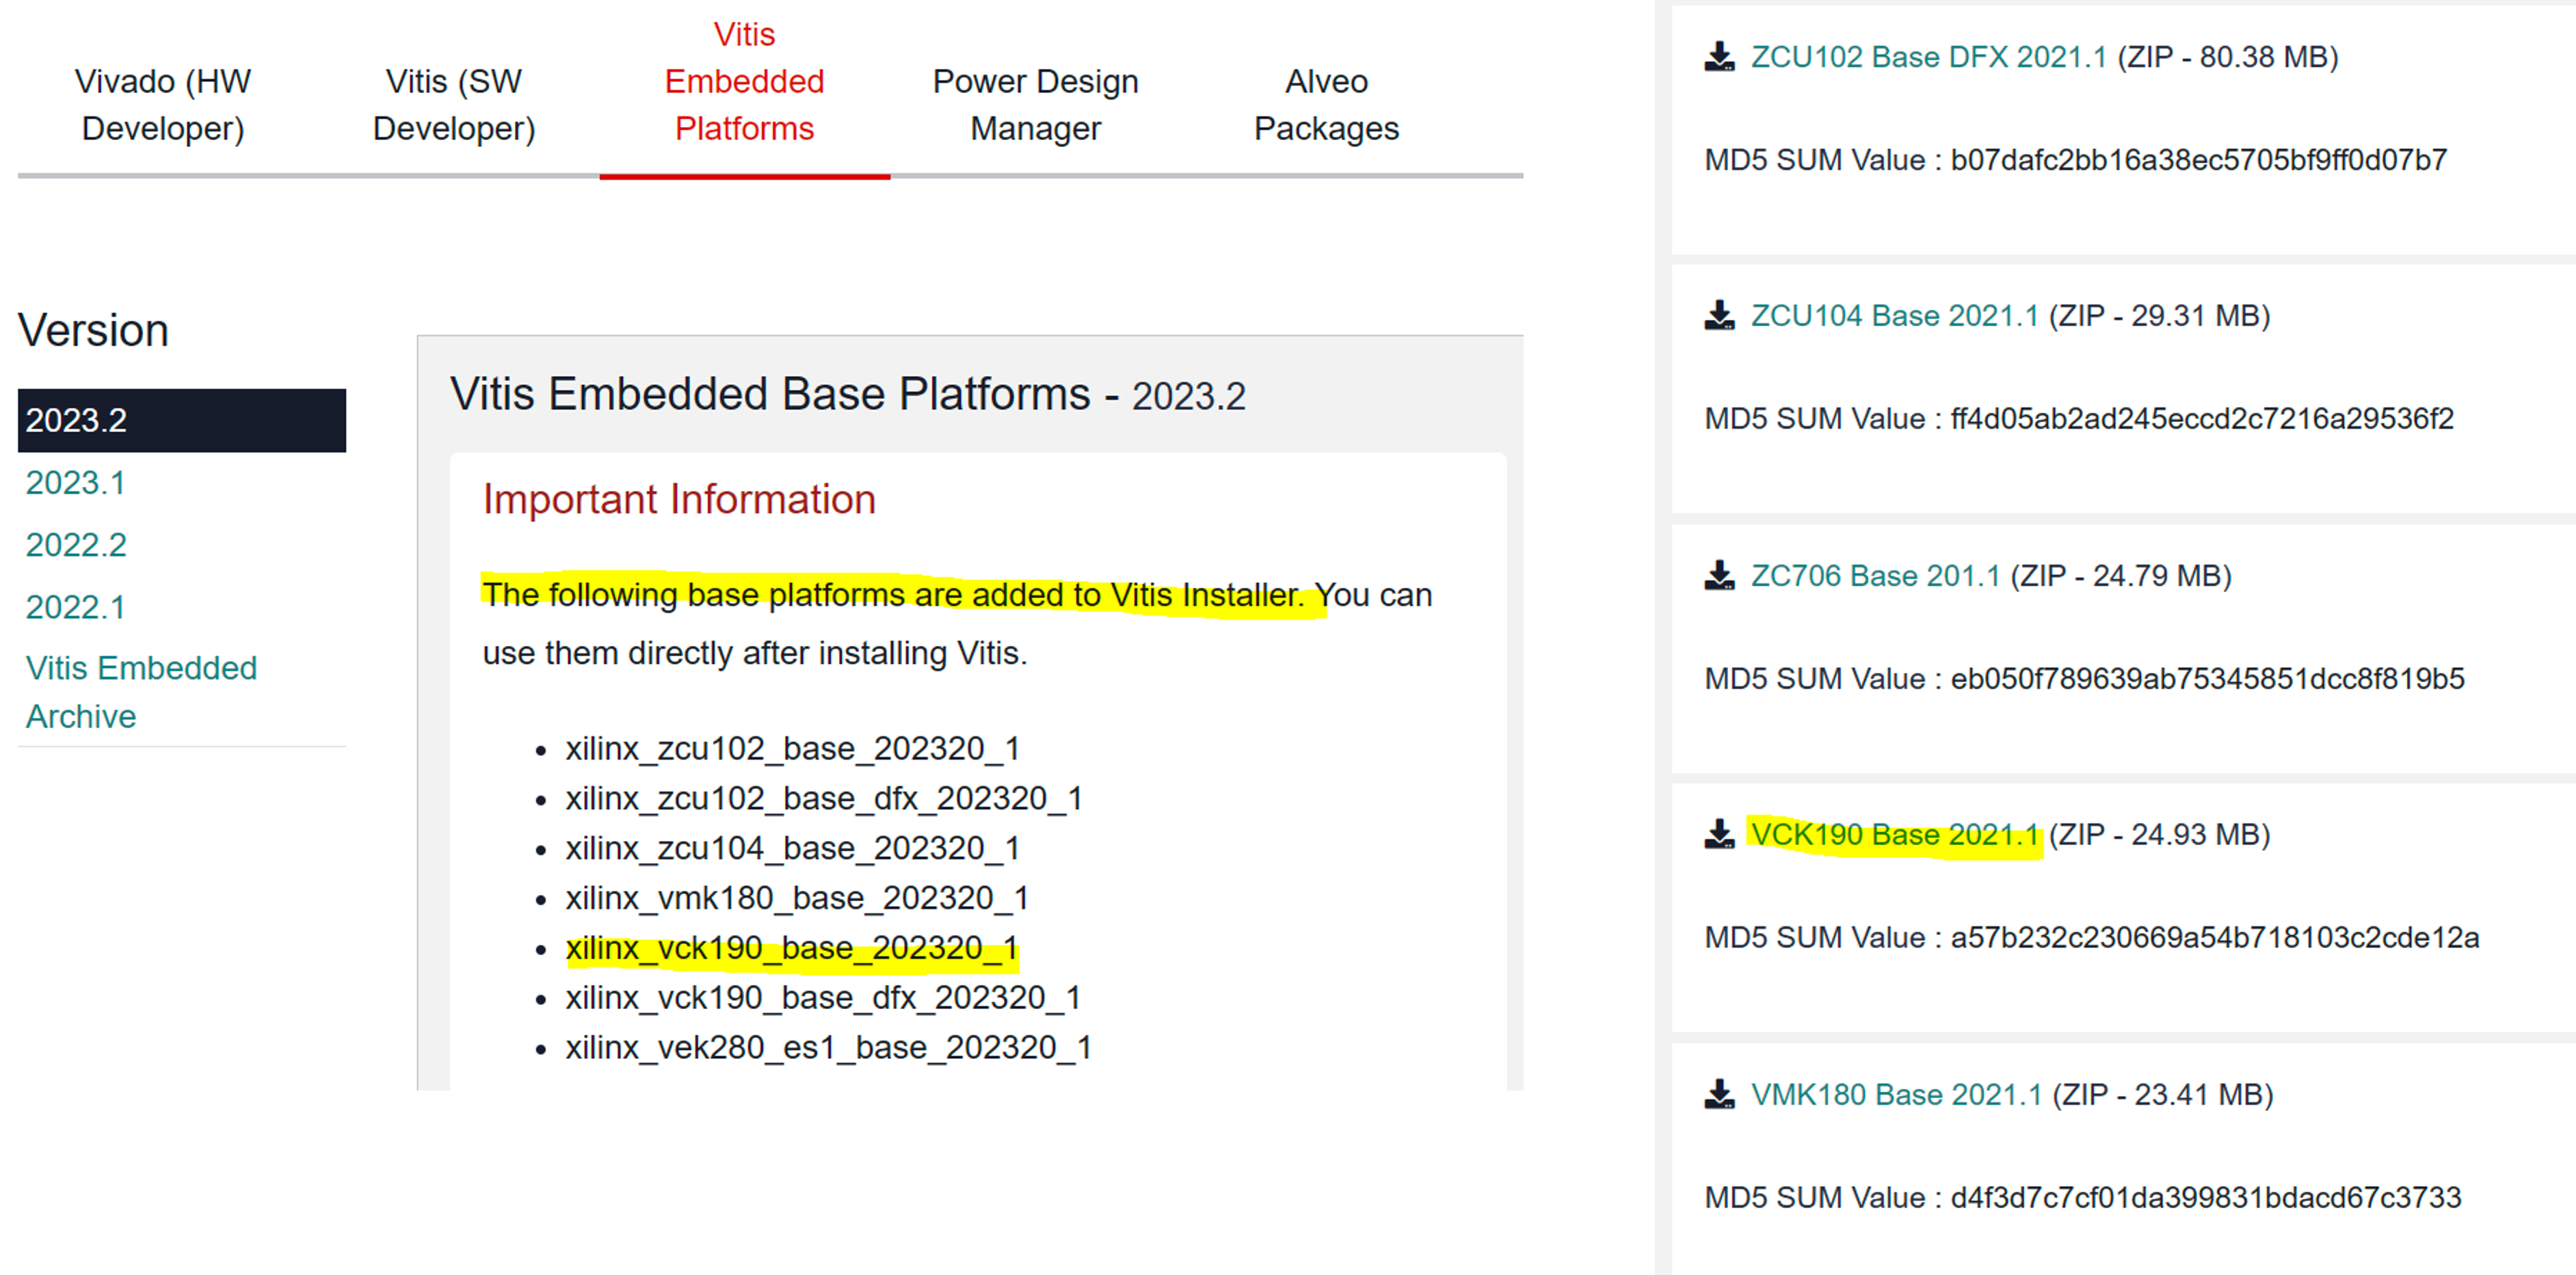 Vivado (HW
Developer)
Vitis (SW
Developer)
Vitis
Embedded
Platforms
Power Design
Manager
Alveo
Packages
Version
2023.2
2023.1
2022.2
2022.1
Vitis Embedded
Archive
Vitis Embedded Base Platforms - 2023.2
Important Information
The following base platforms are added to Vitis Installer. You can
use them directly after installing Vitis.
• xilinx_zcu102_base_202320_1
• xilinx_zcu102_base_dfx_202320_1
• xilinx_zcu104_base_202320_1
• xilinx_vmk180_base_202320_1
• xilinx_vck190_base_202320_1
• xilinx_vck190_base_dfx_202320_1
• xilinx_vek280_es1_base_202320_1
ZCU102 Base DFX 2021.1 (ZIP - 80.38 MB)
MD5 SUM Value : b07dafc2bb16a38ec5705bf9ff0d07b7
ZCU104 Base 2021.1 (ZIP - 29.31 MB)
MD5 SUM Value : ff4d05ab2ad245eccd2c7216a29536f2
ZC706 Base 201.1 (ZIP - 24.79 MB)
MD5 SUM Value : eb050f789639ab75345851dcc8f819b5
VCK190 Base 2021.1 (ZIP - 24.93 MB)
MD5 SUM Value : a57b232c230669a54b718103c2cde12a
VMK180 Base 2021.1 (ZIP - 23.41 MB)
MD5 SUM Value : d4f3d7c7cf01da399831bdacd67c3733